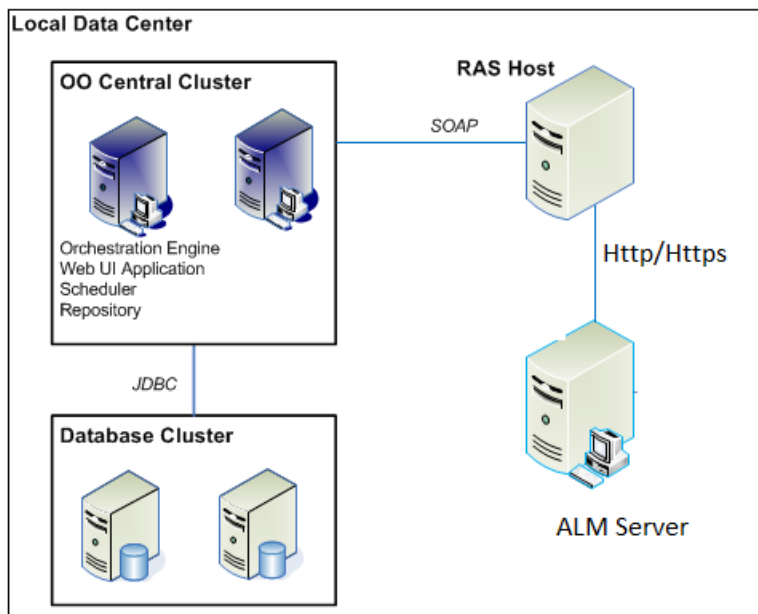 Local Data Center
OO Central Cluster
RAS Host
SOAP
Orchestration Engine
Web UI Application
Scheduler
Repository
Http/Https
JDBC
Database Cluster
ALM Server